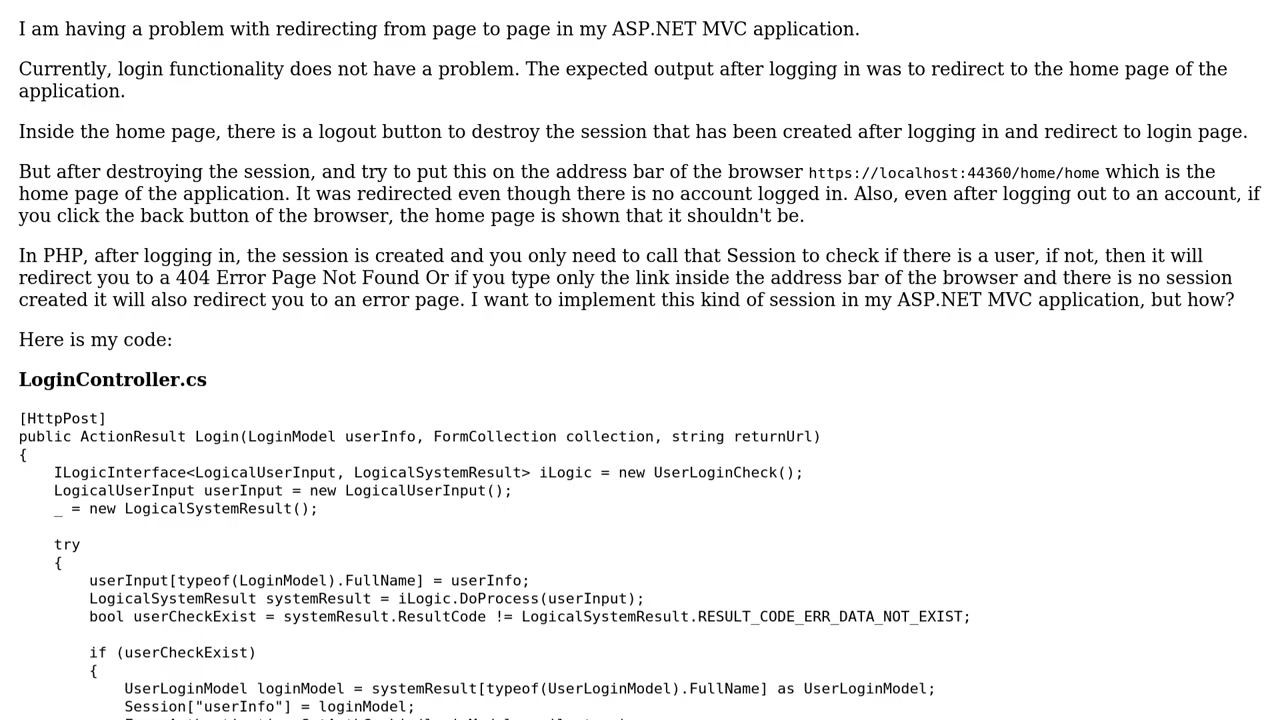 I am having a problem with redirecting from page to page in my ASP.NET MVC application.
Currently, login functionality does not have a problem. The expected output after logging in was to redirect to the home page of the
application.
Inside the home page, there is a logout button to destroy the session that has been created after logging in and redirect to login page.
But after destroying the session, and try to put this on the address bar of the browser https://localhost:44360/home/home which is the
home page of the application. It was redirected even though there is no account logged in. Also, even after logging out to an account, if
you click the back button of the browser, the home page is shown that it shouldn't be.
In PHP, after logging in, the session is created and you only need to call that Session to check if there is a user, if not, then it will
redirect you to a 404 Error Page Not Found Or if you type only the link inside the address bar of the browser and there is no session
created it will also redirect you to an error page. I want to implement this kind of session in my ASP.NET MVC application, but how?
Here is my code:
LoginController.cs
[HttpPost]
public ActionResult Login(LoginModel userInfo, FormCollection collection, string returnUrl)
{
    ILogicInterface<LogicalUserInput, LogicalSystemResult> iLogic = new UserLoginCheck();
    LogicalUserInput userInput = new LogicalUserInput();
    _ = new LogicalSystemResult();
    try
    {
        userInput[typeof(LoginModel).FullName] = userInfo;
        LogicalSystemResult systemResult = iLogic.DoProcess(userInput);
        bool userCheckExist = systemResult.ResultCode != LogicalSystemResult.RESULT_CODE_ERR_DATA_NOT_EXIST;
        if (userCheckExist)
        {
            UserLoginModel loginModel = systemResult[typeof(UserLoginModel).FullName] as UserLoginModel;
            Session["userInfo"] = loginModel;